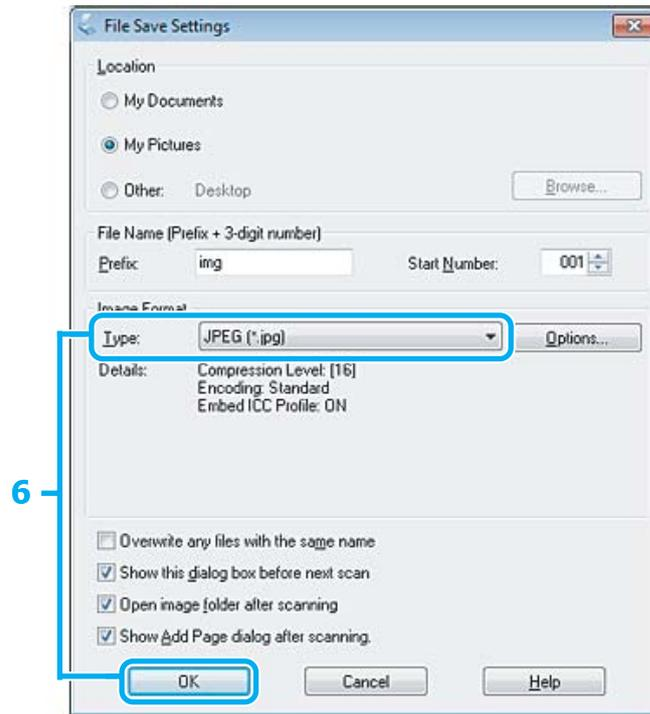 File Save Settings
Location
My Documents
My Pictures
Other: Desktop Browse...
File Name (Prefix + 3-digit number)
Prefix img Start Number: 001
Image Format
Type: JPEG (*.jpg) Options...
Details: Compression Level: [16]
Encoding: Standard
Embed ICC Profile: ON
6
Overwrite any files with the same name
Show this dialog box before next scan
Open image folder after scanning
Show Add Page dialog after scanning.
OK Cancel Help